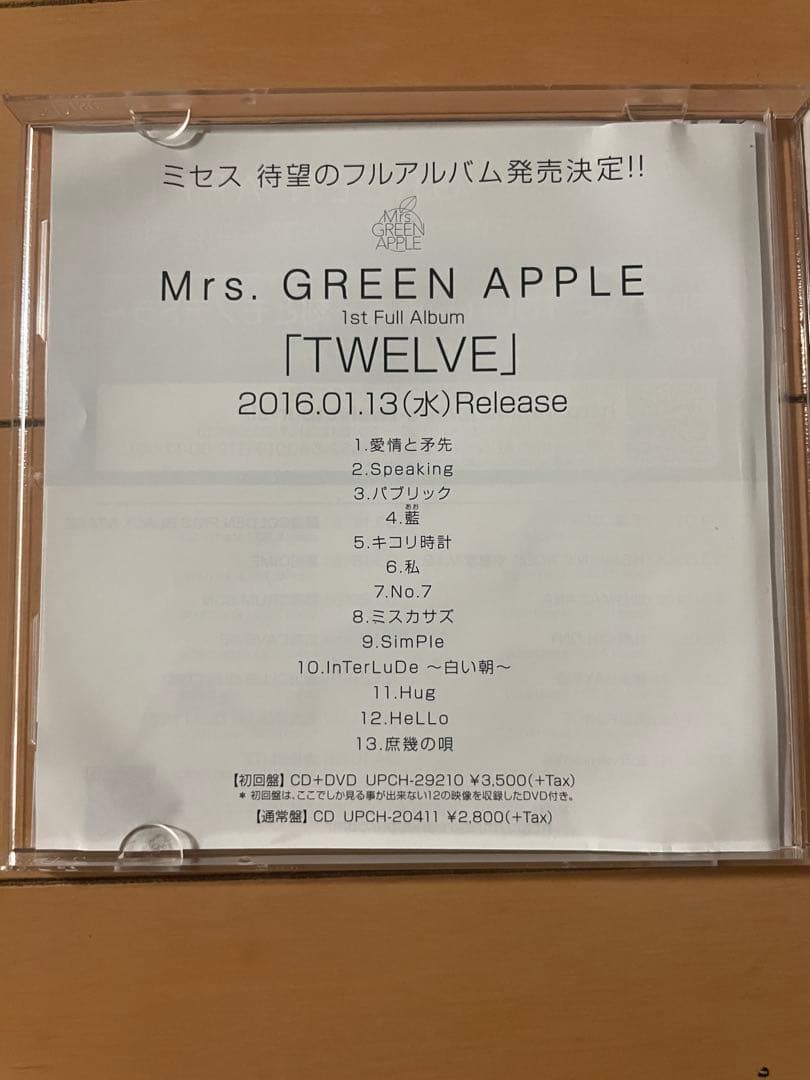 ミセス 待望のフルアルバム発売決定!!
Mrs.
GREEN
APPLE
Mrs. GREEN APPLE
1st Full Album
「TWELVE」
2016.01.13(水)Release
1.愛情と矛先
2.Speaking
3.パブリック
あお
4.藍
5.キコリ時計
6.私
7.No.7
8.ミスカサズ
9.SimPle
10.InTerLuDe ～白い朝～
11.Hug
12.HeLLo
13.庶幾の唄
【初回盤】CD+DVD UPCH-29210 ¥3,500(+Tax)
* 初回盤は、ここでしか見る事が出来ない12の映像を収録したDVD付き。
【通常盤】CD UPCH-20411 ¥2,800(+Tax)